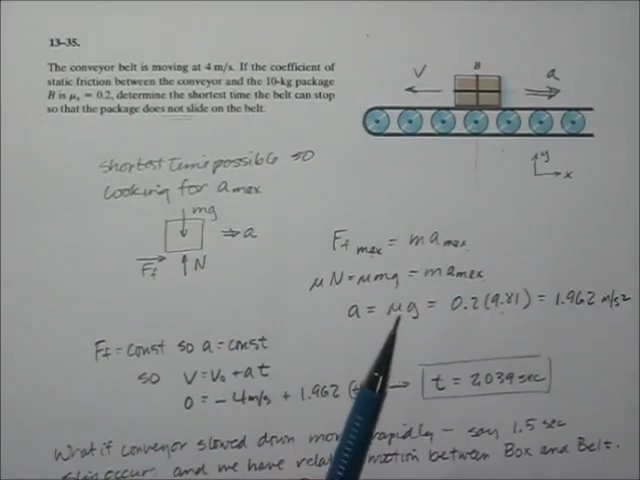 13-35.
The conveyor belt is moving at 4 m/s. If the coefficient of
static friction between the conveyor and the 10-kg package
B is μs = 0.2, determine the shortest time the belt can stop
so that the package does not slide on the belt.
V
B
a
y
x
shortest time possible so
looking for a max
mg
⇒ a
Ff
N
Ff max = m a max
μN = μmg = m a max
a = μg = 0.2(9.81) = 1.962 m/s²
Ff = const so a = const
so V = Vo + at
0 = -4m/s + 1.962 (t → t = 2.039 sec
What if conveyor slowed down more rapidly - say 1.5 sec
occurs and we have motion between Box and Belt.